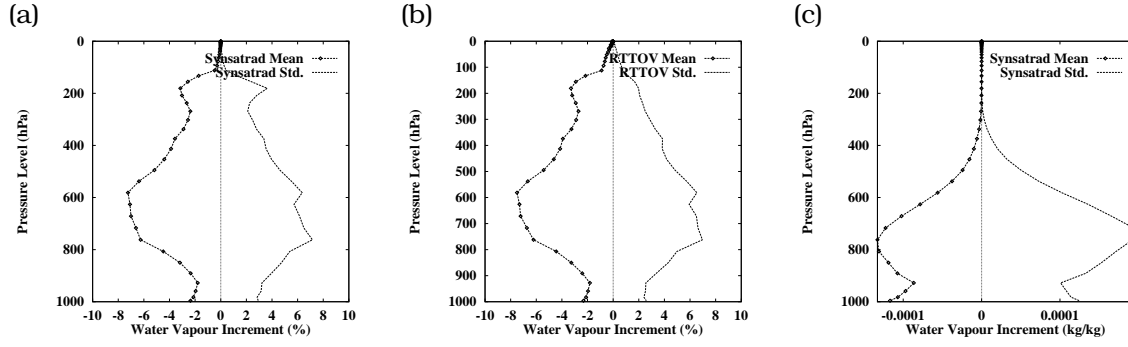 (a)
Synsatrad Mean
Synsatrad Std.
0
200
400
600
800
1000
Pressure Level (hPa)
-10 -8 -6 -4 -2 0 2 4 6 8 10
Water Vapour Increment (%)
(b)
RTTOV Mean
RTTOV Std.
0
100
200
300
400
500
600
700
800
900
1000
Pressure Level (hPa)
-10 -8 -6 -4 -2 0 2 4 6 8 10
Water Vapour Increment (%)
(c)
Synsatrad Mean
Synsatrad Std.
0
200
400
600
800
1000
Pressure Level (hPa)
-0.0001 0 0.0001
Water Vapour Increment (kg/kg)